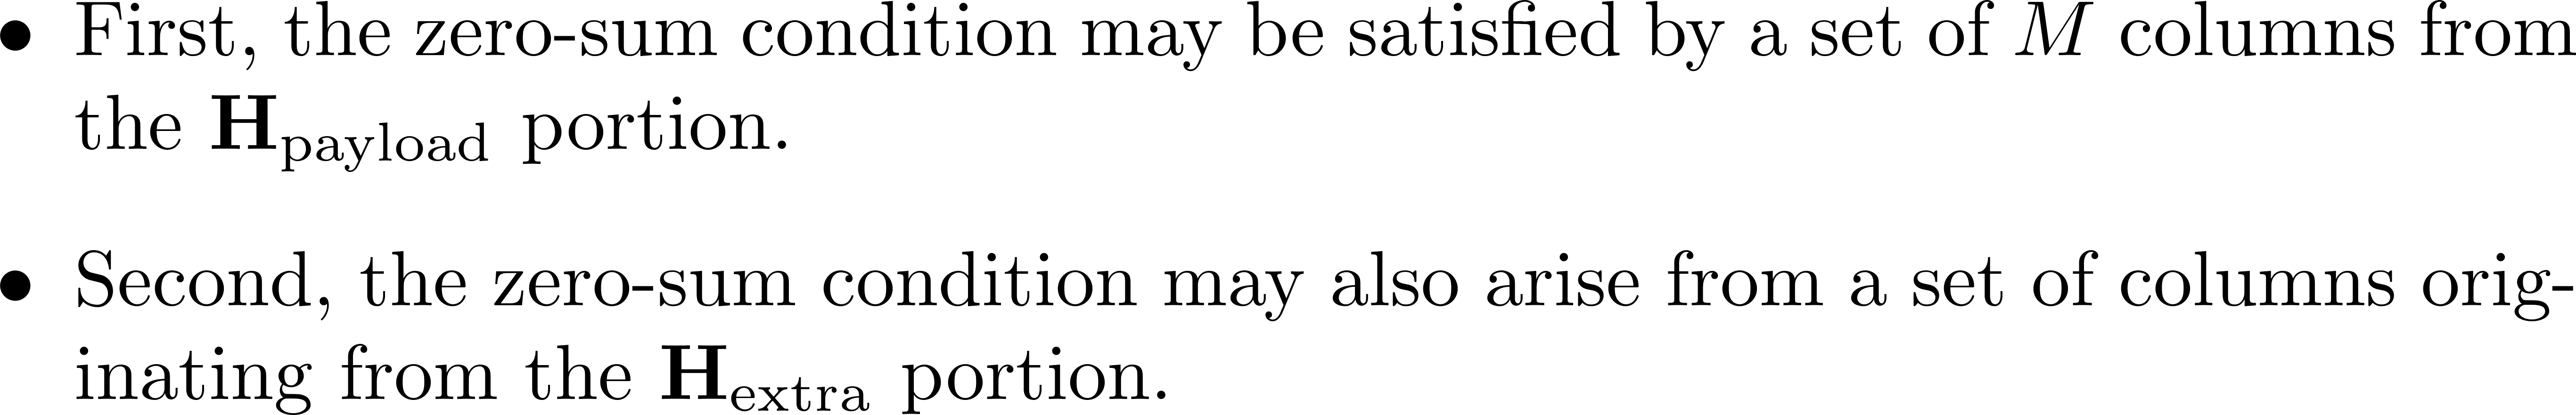 • First, the zero-sum condition may be satisfied by a set of M columns from
the H_payload portion.
• Second, the zero-sum condition may also arise from a set of columns orig-
inating from the H_extra portion.